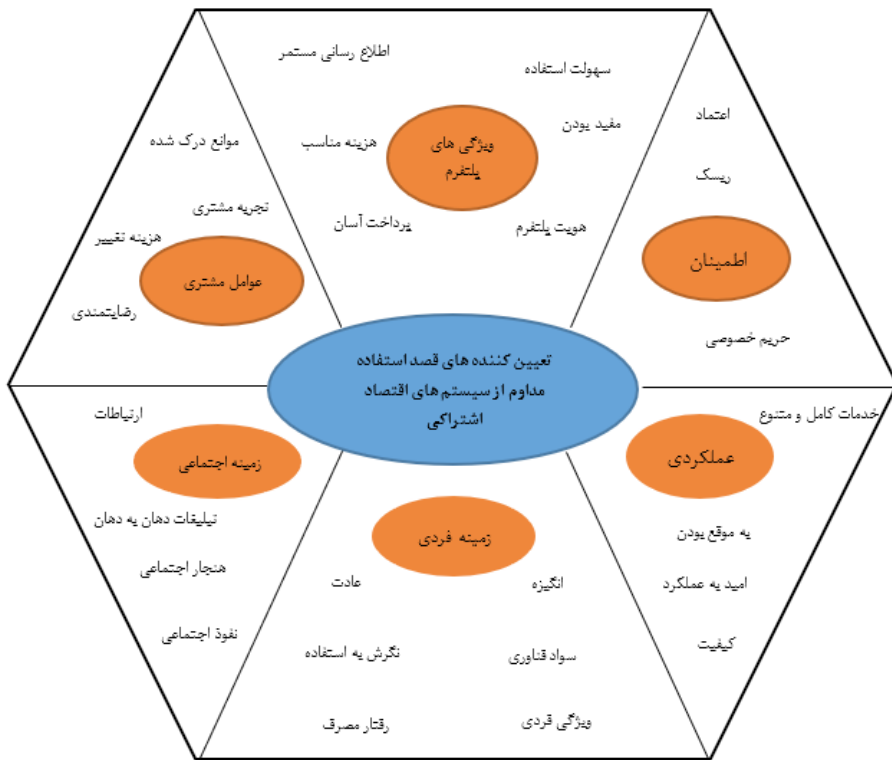 اطلاع رسانی مستمر
سهولت استفاده
مفید بودن
هزینه مناسب
ویژگی های
پلتفرم
پرداخت آسان
هویت پلتفرم
اعتماد
ریسک
اطمینان
حریم خصوصی
موانع درک شده
تجربه مشتری
هزینه تغییر
عوامل مشتری
رضایتمندی
تعیین کننده های قصد استفاده
مداوم از سیستم های اقتصاد
اشتراکی
خدمات کامل و متنوع
عملکردی
به موقع بودن
امید به عملکرد
کیفیت
زمینه فردی
انگیزه
عادت
سواد فناوری
نگرش به استفاده
ویژگی فردی
رفتار مصرف
ارتباطات
زمینه اجتماعی
تبلیغات دهان به دهان
هنجار اجتماعی
نفوذ اجتماعی